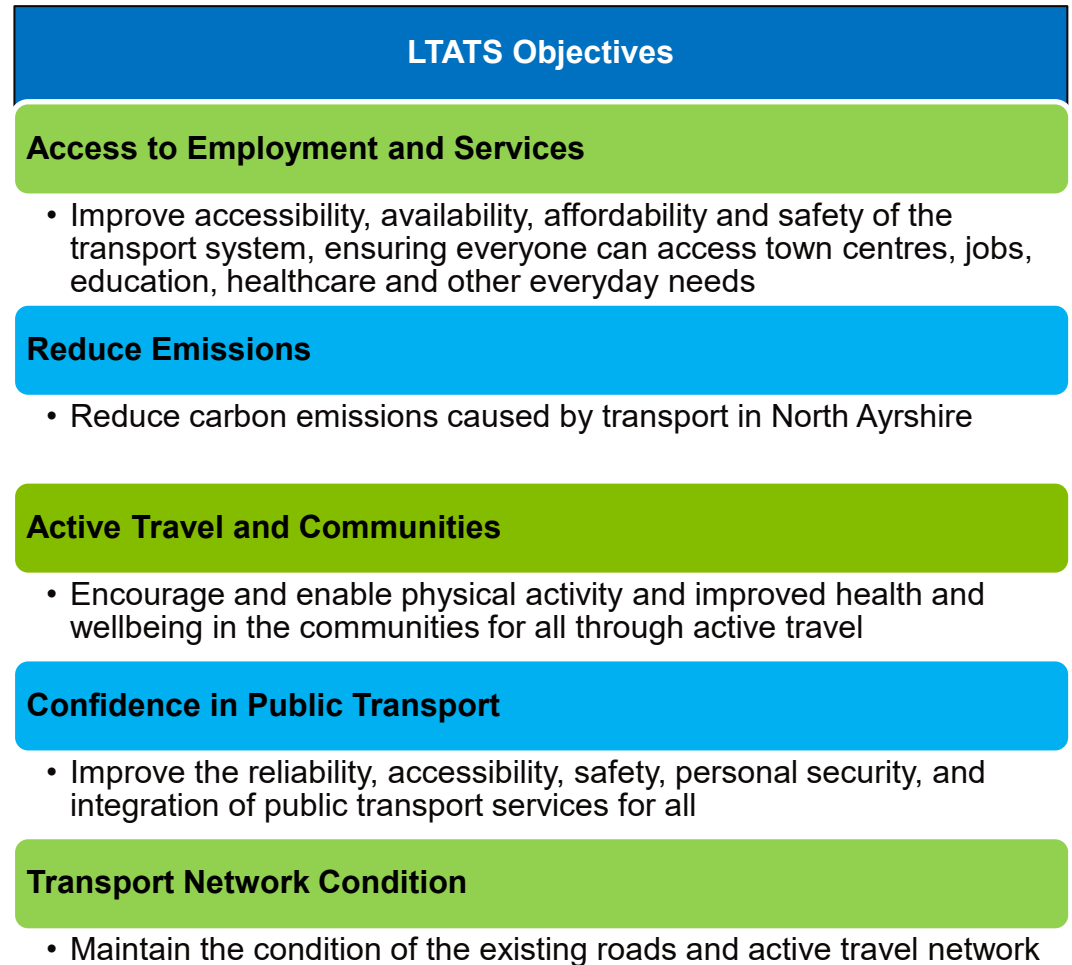 LTATS Objectives
Access to Employment and Services
• Improve accessibility, availability, affordability and safety of the
transport system, ensuring everyone can access town centres, jobs,
education, healthcare and other everyday needs
Reduce Emissions
• Reduce carbon emissions caused by transport in North Ayrshire
Active Travel and Communities
• Encourage and enable physical activity and improved health and
wellbeing in the communities for all through active travel
Confidence in Public Transport
• Improve the reliability, accessibility, safety, personal security, and
integration of public transport services for all
Transport Network Condition
• Maintain the condition of the existing roads and active travel network